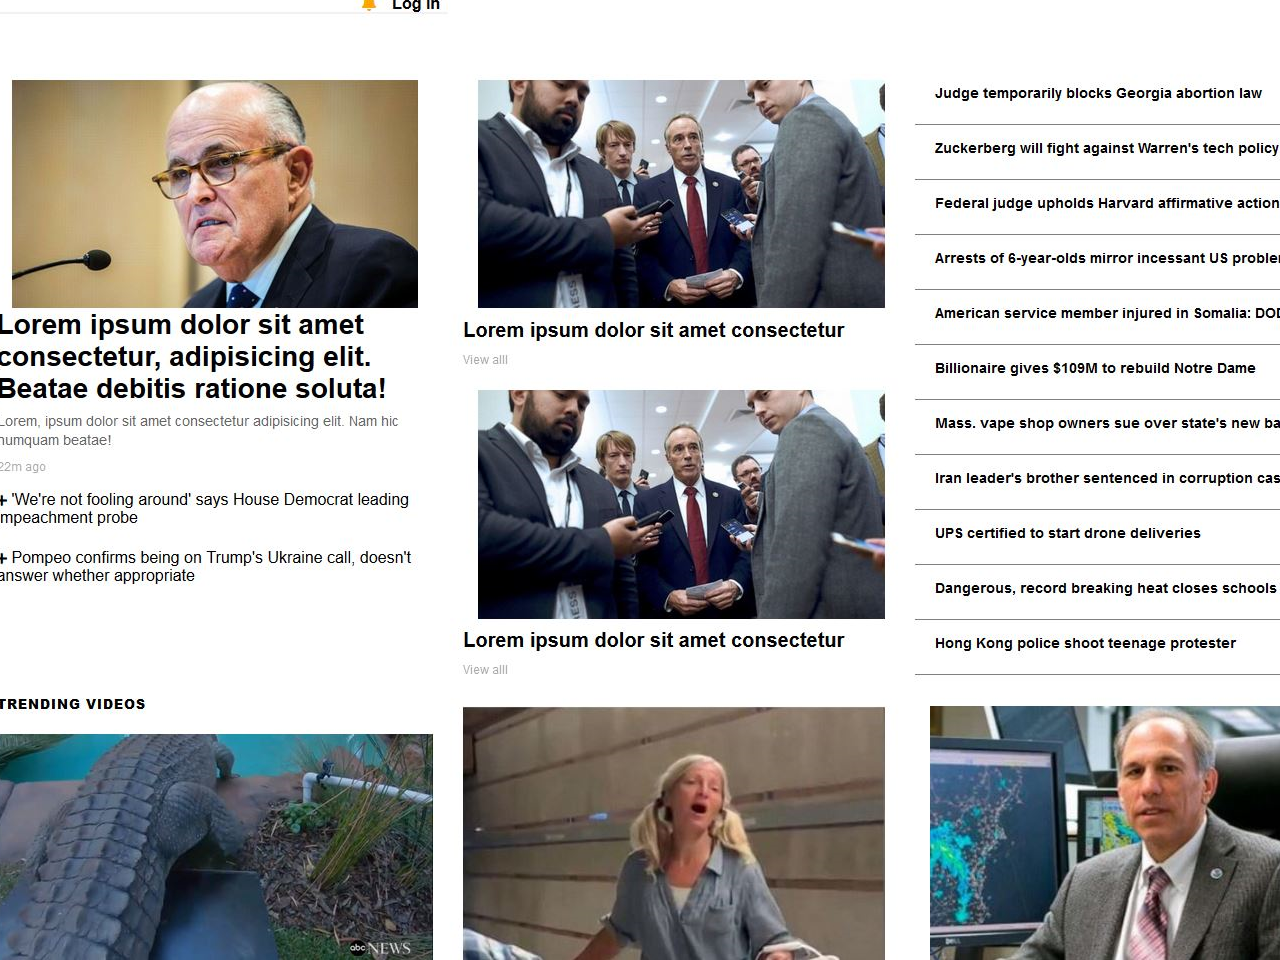 Log in
Lorem ipsum dolor sit amet
consectetur, adipisicing elit.
Beatae debitis ratione soluta!
Lorem, ipsum dolor sit amet consectetur adipisicing elit. Nam hic
numquam beatae!
22m ago
+ 'We're not fooling around' says House Democrat leading
impeachment probe
+ Pompeo confirms being on Trump's Ukraine call, doesn't
answer whether appropriate
Lorem ipsum dolor sit amet consectetur
View alll
Lorem ipsum dolor sit amet consectetur
View alll
Judge temporarily blocks Georgia abortion law
Zuckerberg will fight against Warren's tech policy
Federal judge upholds Harvard affirmative action
Arrests of 6-year-olds mirror incessant US proble
American service member injured in Somalia: DOD
Billionaire gives $109M to rebuild Notre Dame
Mass. vape shop owners sue over state's new ba
Iran leader's brother sentenced in corruption cas
UPS certified to start drone deliveries
Dangerous, record breaking heat closes schools
Hong Kong police shoot teenage protester
TRENDING VIDEOS
abc NEWS
DELL